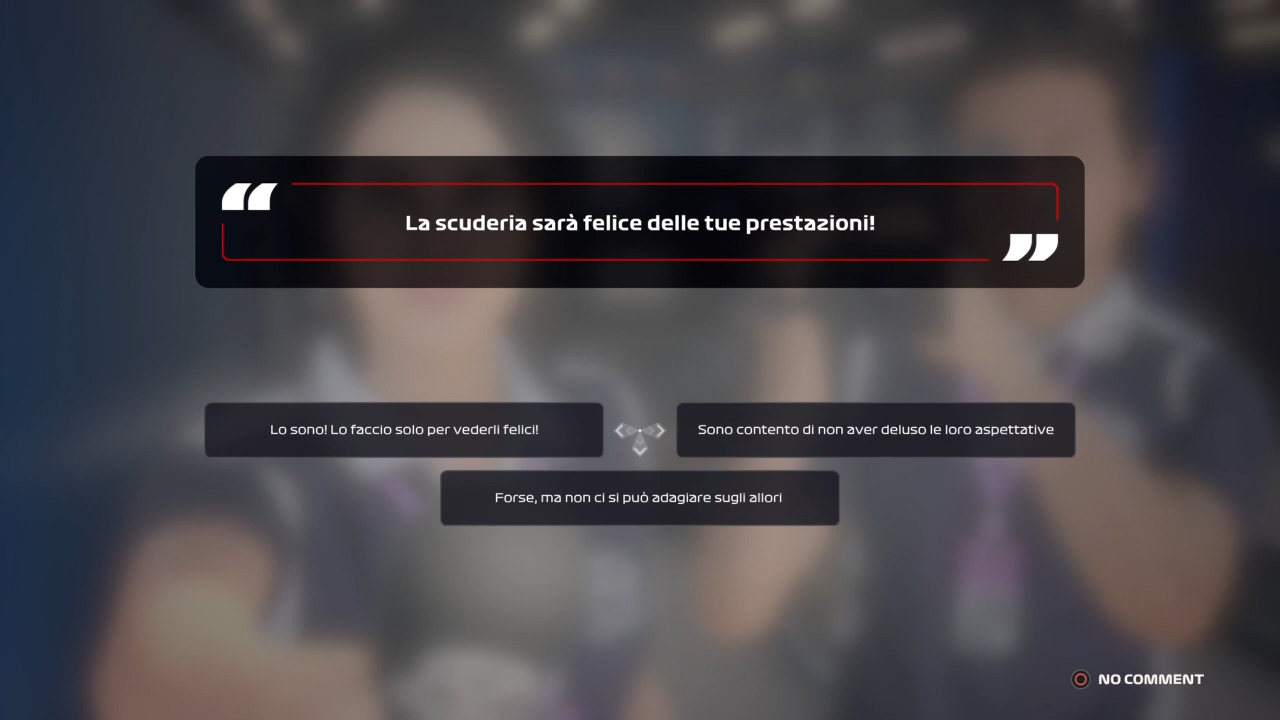 La scuderia sarà felice delle tue prestazioni!
Lo sono! Lo faccio solo per vederli felici!
Sono contento di non aver deluso le loro aspettative
Forse, ma non ci si può adagiare sugli allori
NO COMMENT